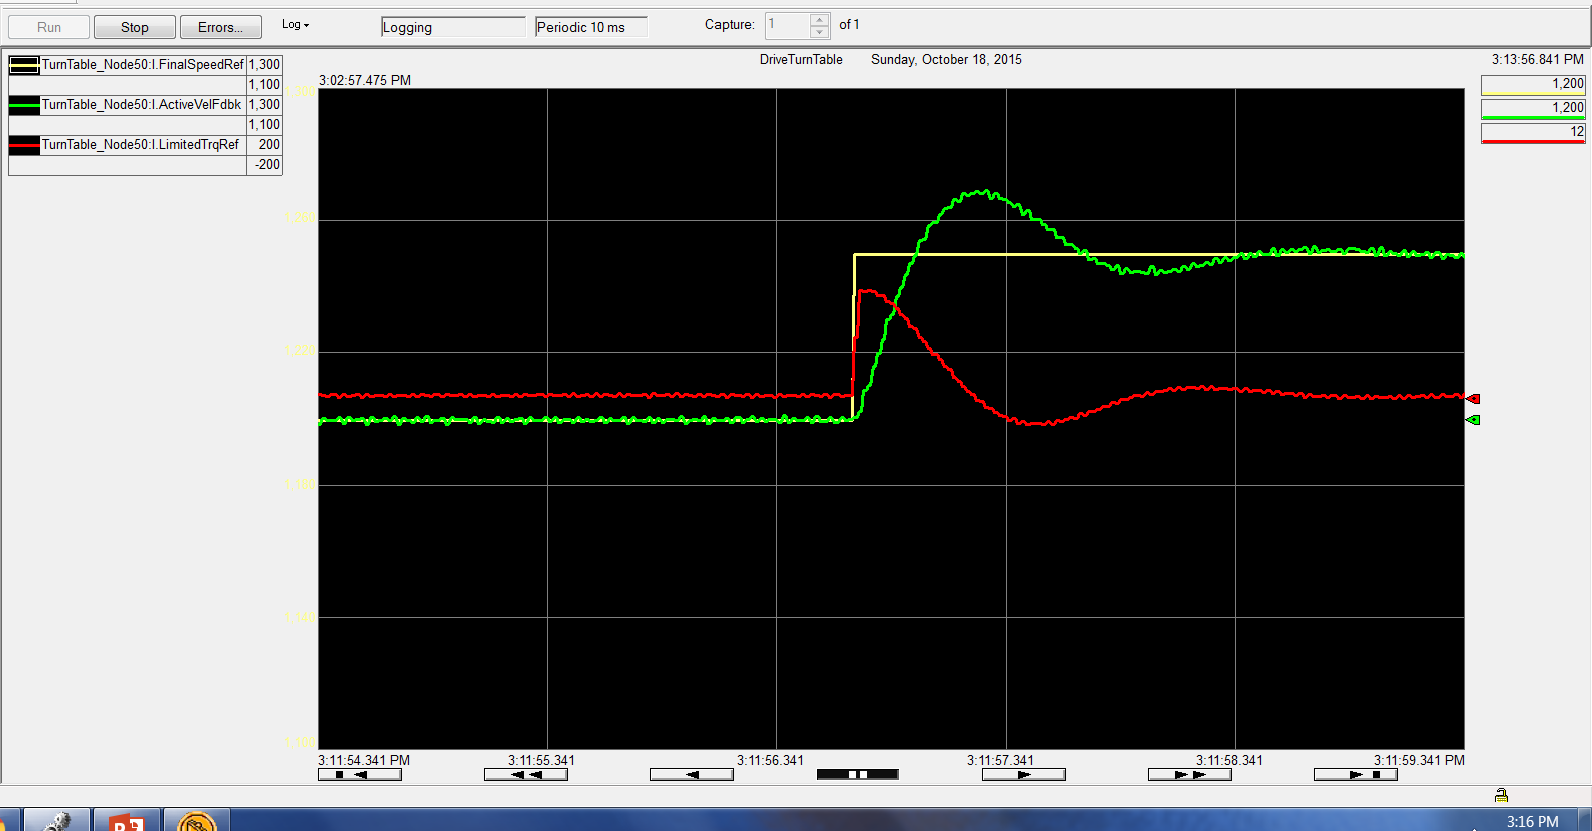 Run Stop Errors... Log Logging Periodic 10 ms Capture: 1 of 1
DriveTurnTable Sunday, October 18, 2015 3:13:56.841 PM
TurnTable_Node50:I.FinalSpeedRef 1,300
1,100
TurnTable_Node50:I.ActiveVelFdbk 1,300
1,100
TurnTable_Node50:I.LimitedTrqRef 200
-200
3:02:57.475 PM
1,200
1,200
12
3:11:54.341 PM 3:11:55.341 3:11:56.341 3:11:57.341 3:11:58.341 3:11:59.341 PM
3:16 PM